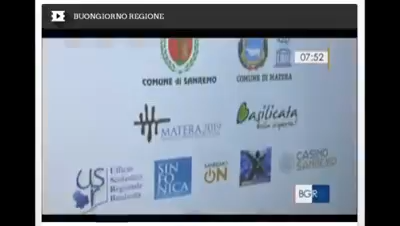 BUONGIORNO REGIONE
07:52
COMUNE di SANREMO
COMUNE DI MATERA
MATERA 2019
Basilicata
USR
Ufficio
Scolastico
Regionale
Basilicata
SIN
FO
NICA
SANREMO
ON
CASINO
SANREMO
BGR